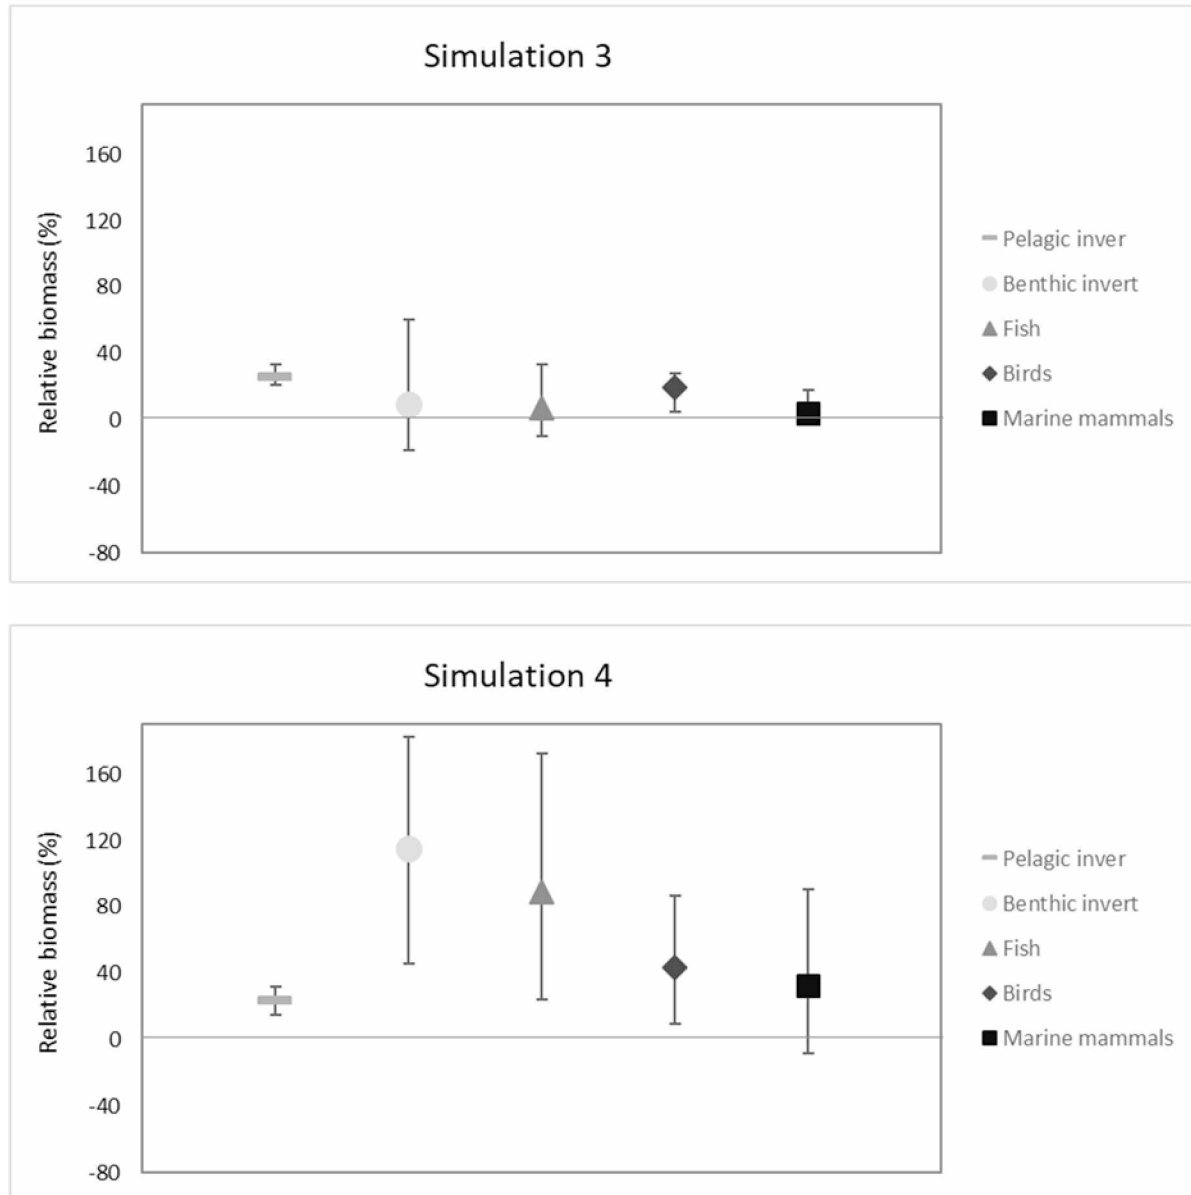 Simulation 3
160
120
80
40
0
-40
-80
Relative biomass (%)
Pelagic inver
Benthic invert
Fish
Birds
Marine mammals
Simulation 4
160
120
80
40
0
-40
-80
Relative biomass (%)
Pelagic inver
Benthic invert
Fish
Birds
Marine mammals